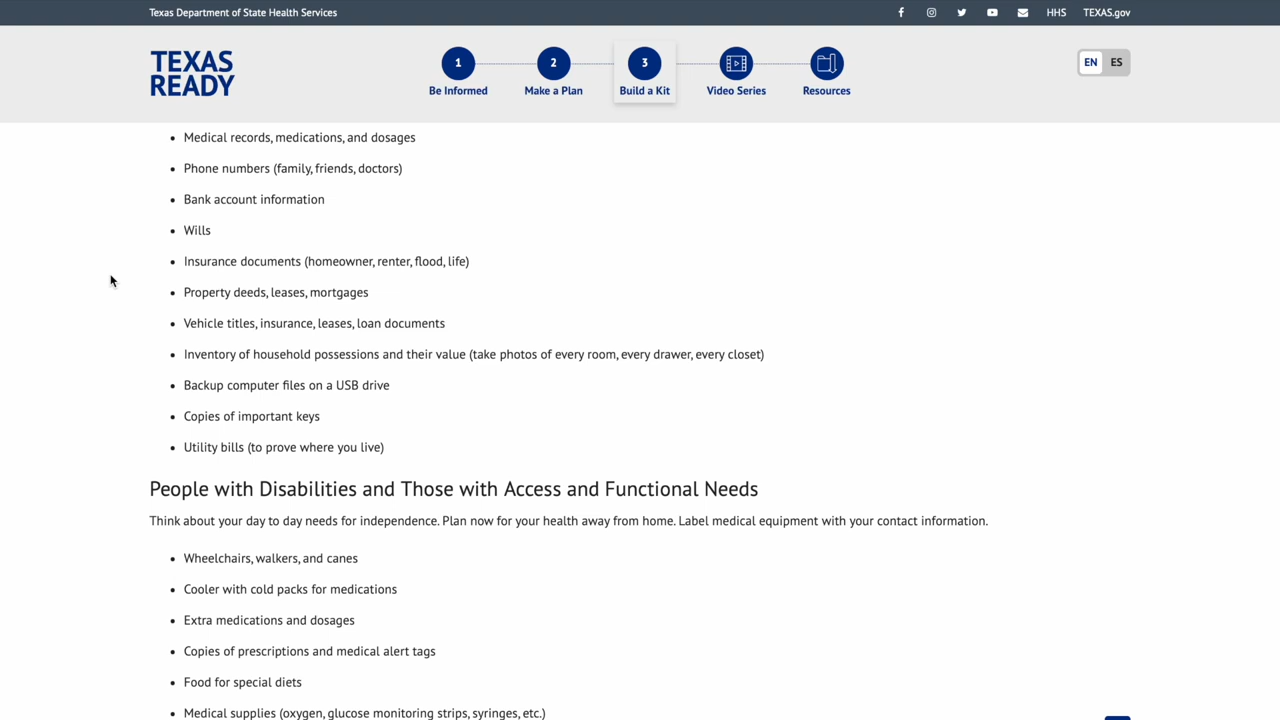 Texas Department of State Health Services
HHS
TEXAS.gov
TEXAS
READY
1
2
3
Be Informed
Make a Plan
Build a Kit
Video Series
Resources
EN
ES
Medical records, medications, and dosages
Phone numbers (family, friends, doctors)
Bank account information
Wills
Insurance documents (homeowner, renter, flood, life)
Property deeds, leases, mortgages
Vehicle titles, insurance, leases, loan documents
Inventory of household possessions and their value (take photos of every room, every drawer, every closet)
Backup computer files on a USB drive
Copies of important keys
Utility bills (to prove where you live)
People with Disabilities and Those with Access and Functional Needs
Think about your day to day needs for independence. Plan now for your health away from home. Label medical equipment with your contact information.
Wheelchairs, walkers, and canes
Cooler with cold packs for medications
Extra medications and dosages
Copies of prescriptions and medical alert tags
Food for special diets
Medical supplies (oxygen, glucose monitoring strips, syringes, etc.)